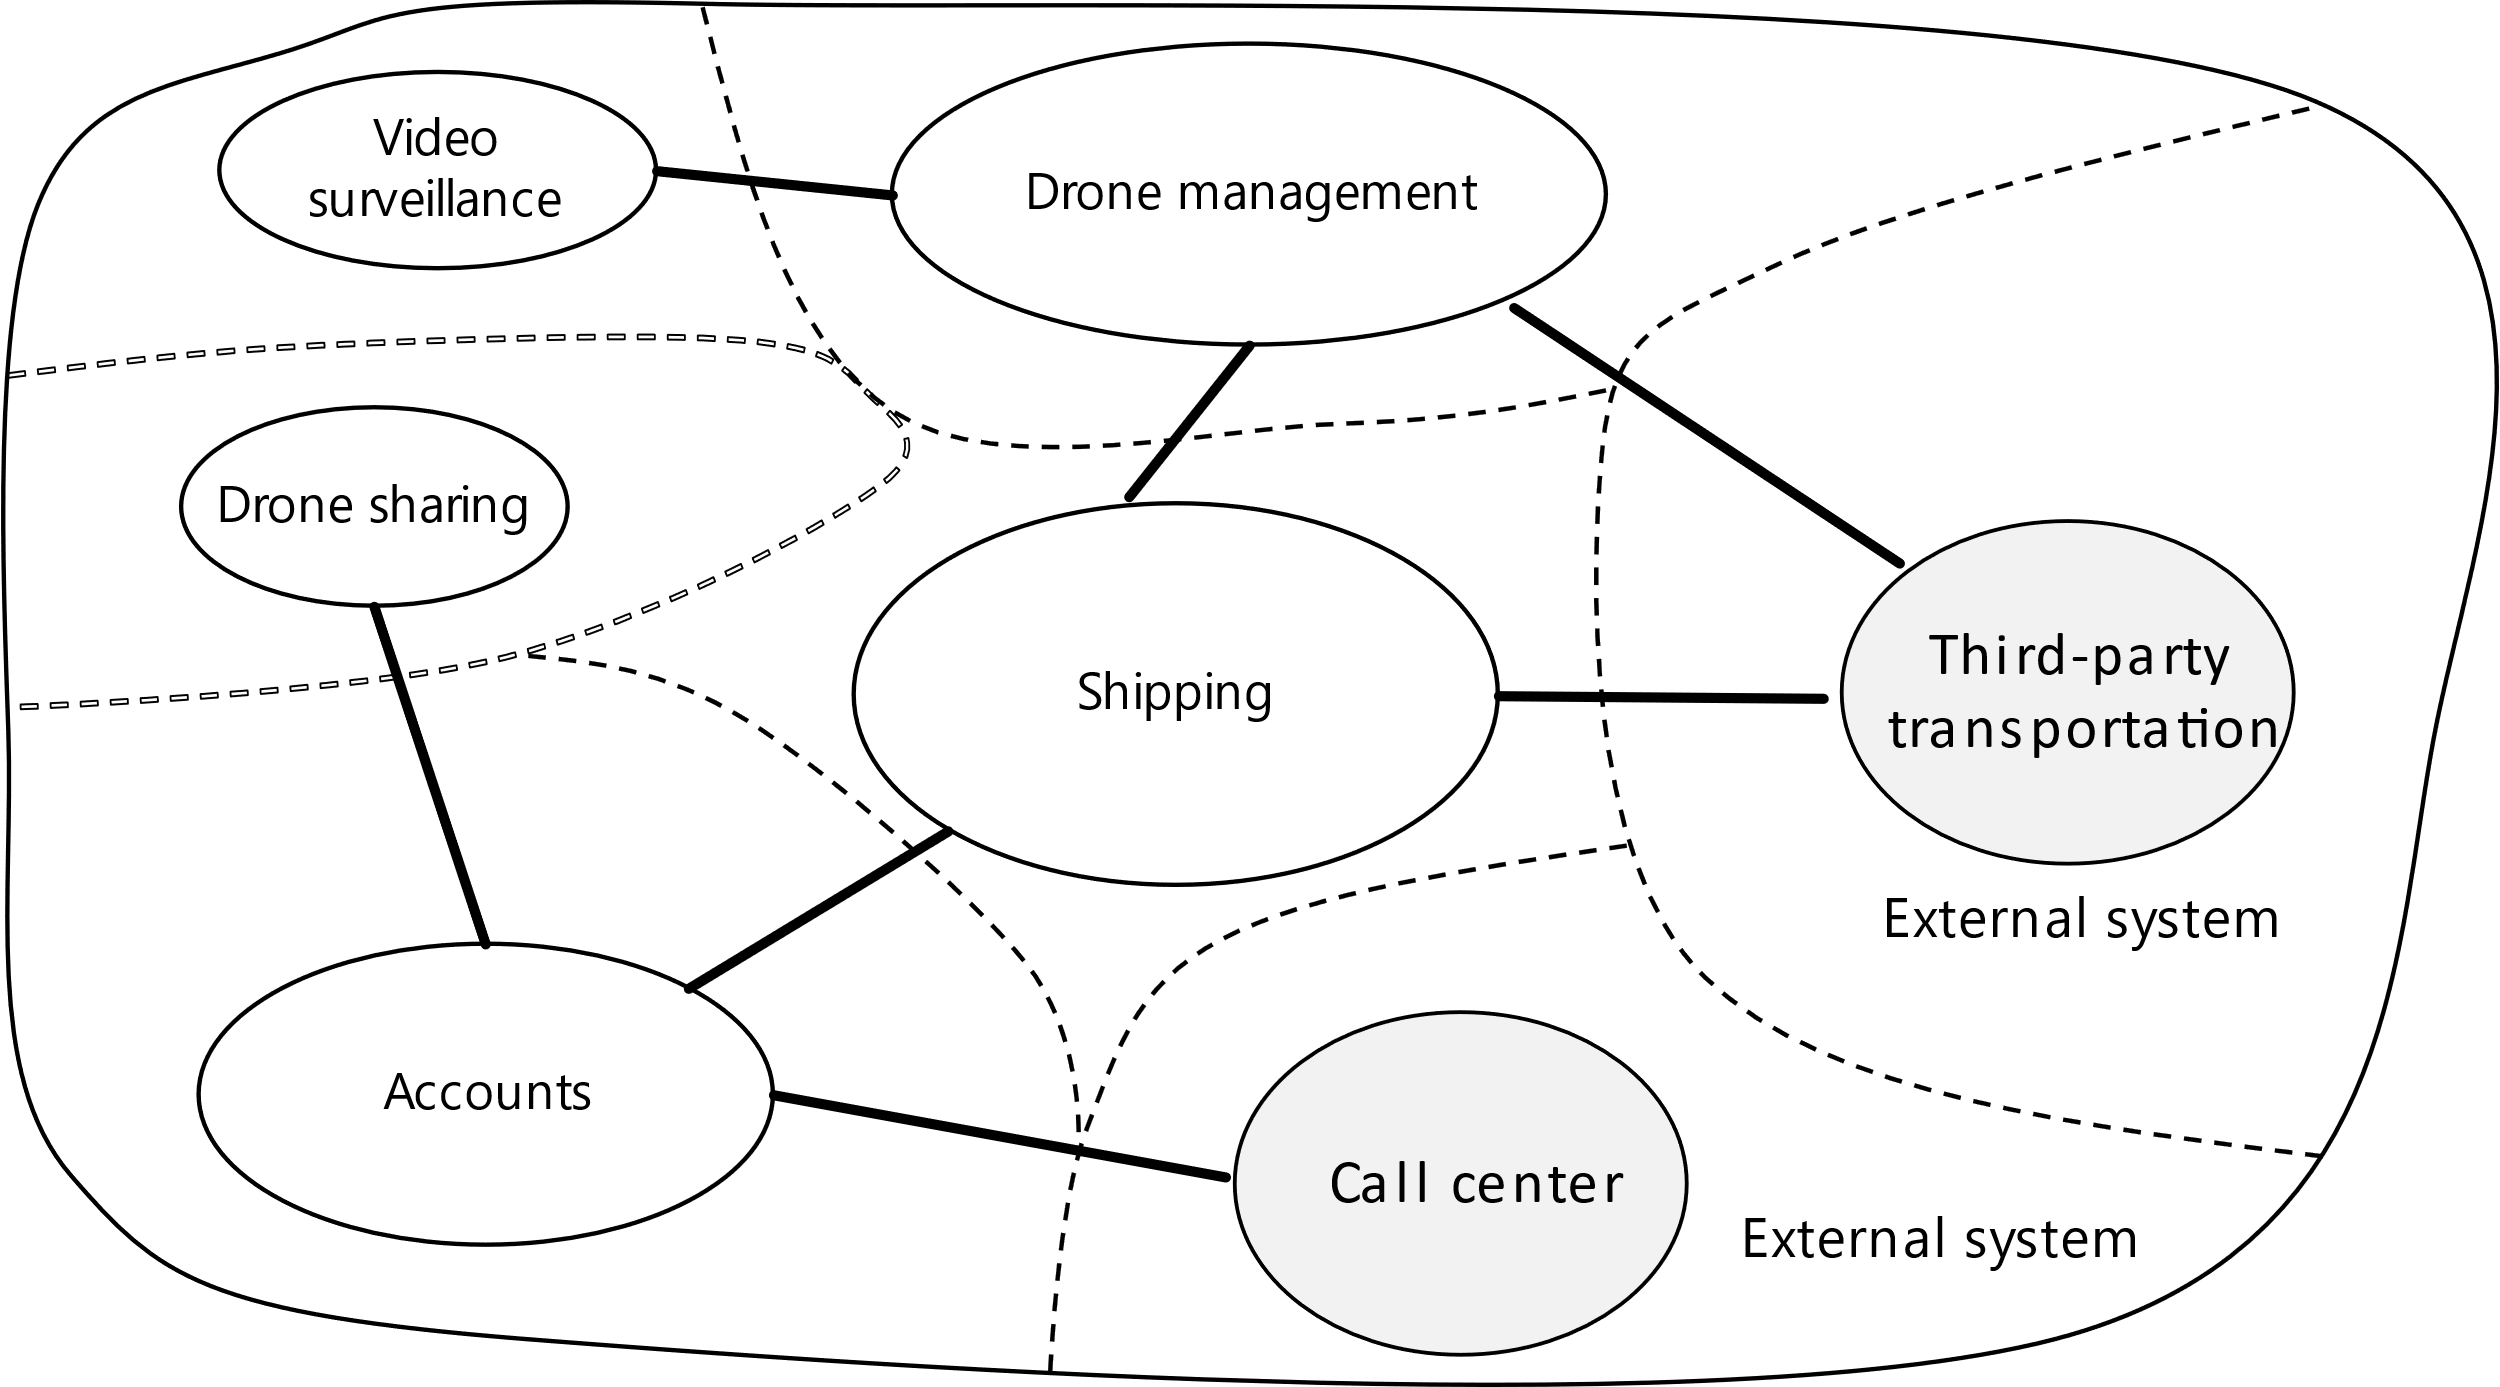 Video
surveillance
Drone management
Drone sharing
Shipping
Third-party
transportation
External system
Accounts
Call center
External system